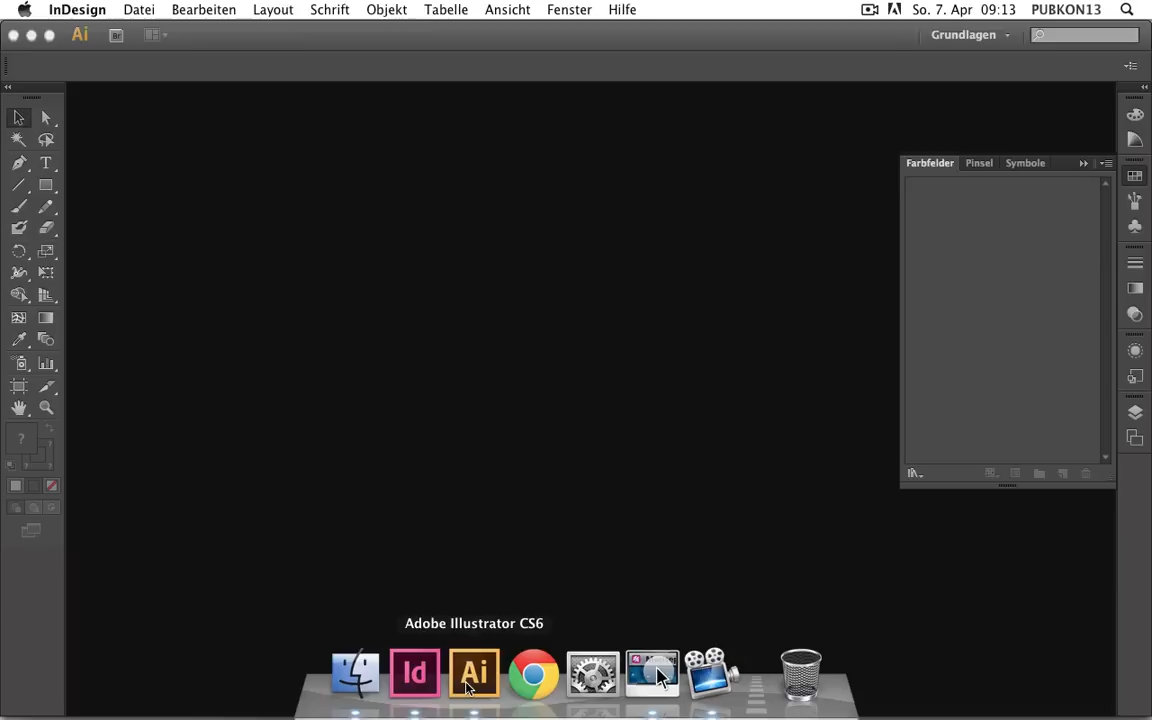 InDesign Datei Bearbeiten Layout Schrift Objekt Tabelle Ansicht Fenster Hilfe So. 7. Apr 09:13 PUBKON13
Ai Br Grundlagen
Farbfelder Pinsel Symbole
T
?
Adobe Illustrator CS6
Id Ai